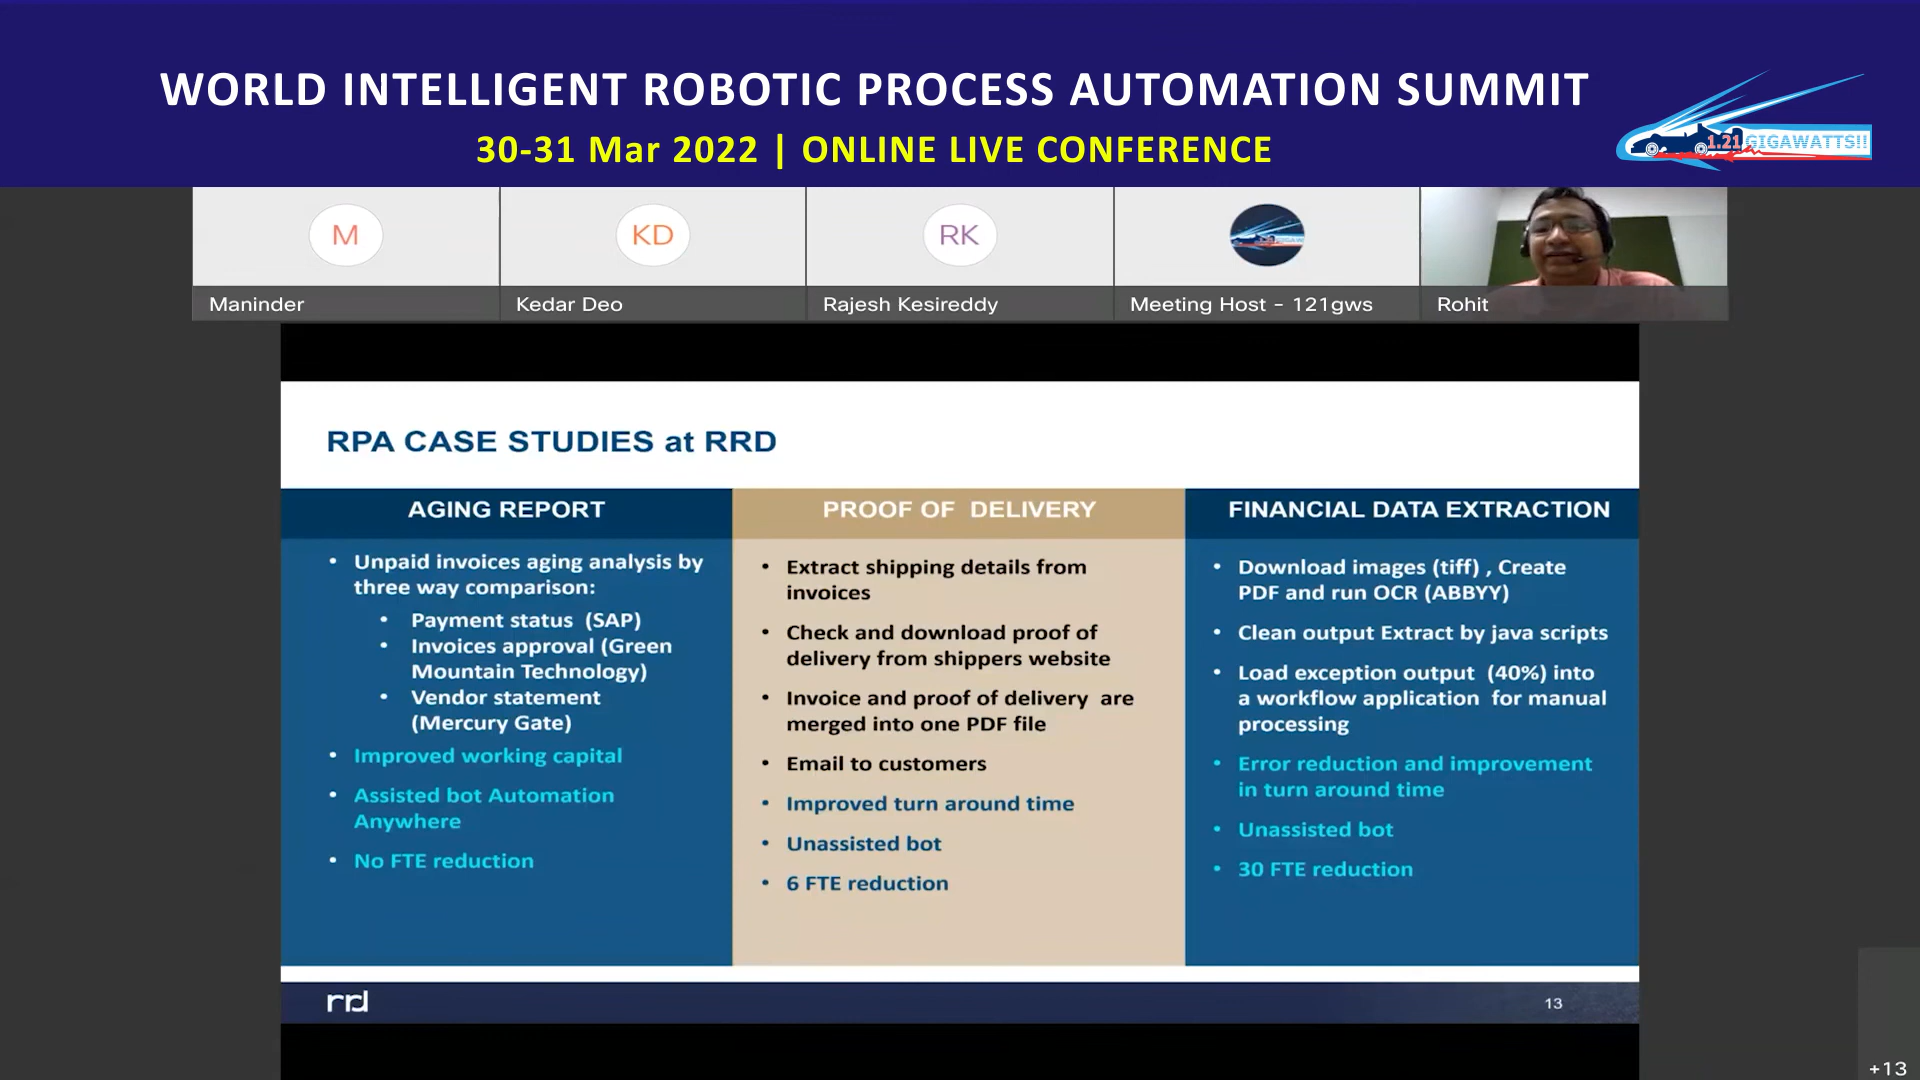 WORLD INTELLIGENT ROBOTIC PROCESS AUTOMATION SUMMIT
30-31 Mar 2022 | ONLINE LIVE CONFERENCE
1.21 GIGAWATTS!!
M
KD
RK
Maninder
Kedar Deo
Rajesh Kesireddy
Meeting Host - 121gws
Rohit
RPA CASE STUDIES at RRD
AGING REPORT
• Unpaid invoices aging analysis by
three way comparison:
• Payment status (SAP)
• Invoices approval (Green
Mountain Technology)
• Vendor statement
(Mercury Gate)
• Improved working capital
• Assisted bot Automation
Anywhere
• No FTE reduction
PROOF OF DELIVERY
• Extract shipping details from
invoices
• Check and download proof of
delivery from shippers website
• Invoice and proof of delivery are
merged into one PDF file
• Email to customers
• Improved turn around time
• Unassisted bot
• 6 FTE reduction
FINANCIAL DATA EXTRACTION
• Download images (tiff) , Create
PDF and run OCR (ABBYY)
• Clean output Extract by java scripts
• Load exception output (40%) into
a workflow application for manual
processing
• Error reduction and improvement
in turn around time
• Unassisted bot
• 30 FTE reduction
rrd
13
+13